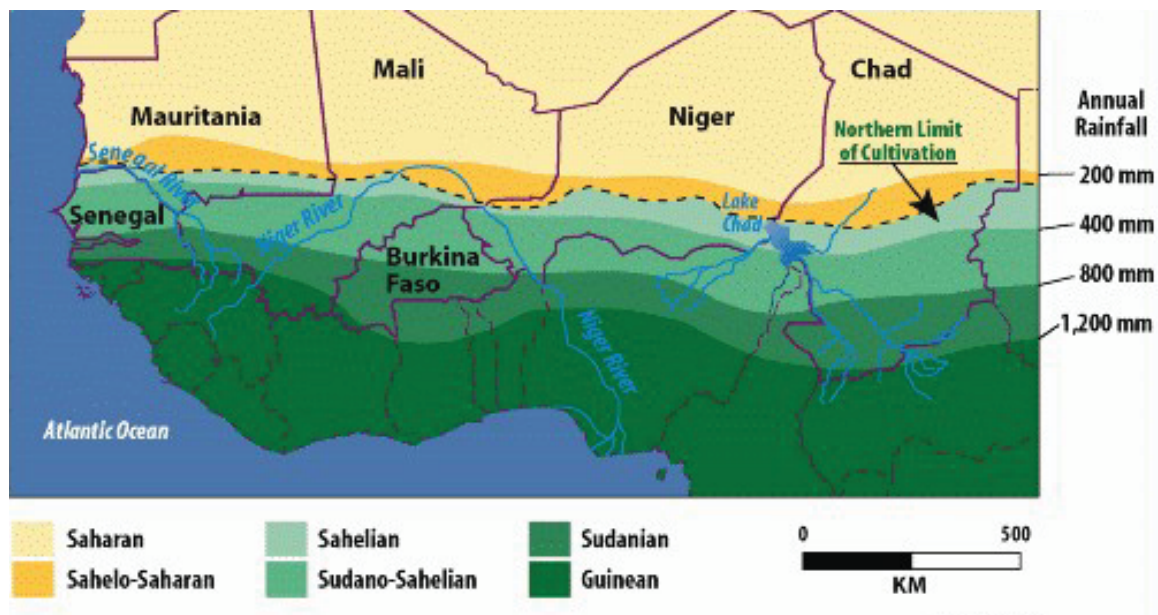 Mali
Chad
Mauritania
Niger
Annual
Rainfall
Northern Limit
of Cultivation
Senegal River
200 mm
Senegal
Niger River
Lake
Chad
400 mm
Burkina
Faso
800 mm
Niger River
1,200 mm
Atlantic Ocean
Saharan
Sahelian
Sudanian
0 500
Sahelo-Saharan
Sudano-Sahelian
Guinean
KM